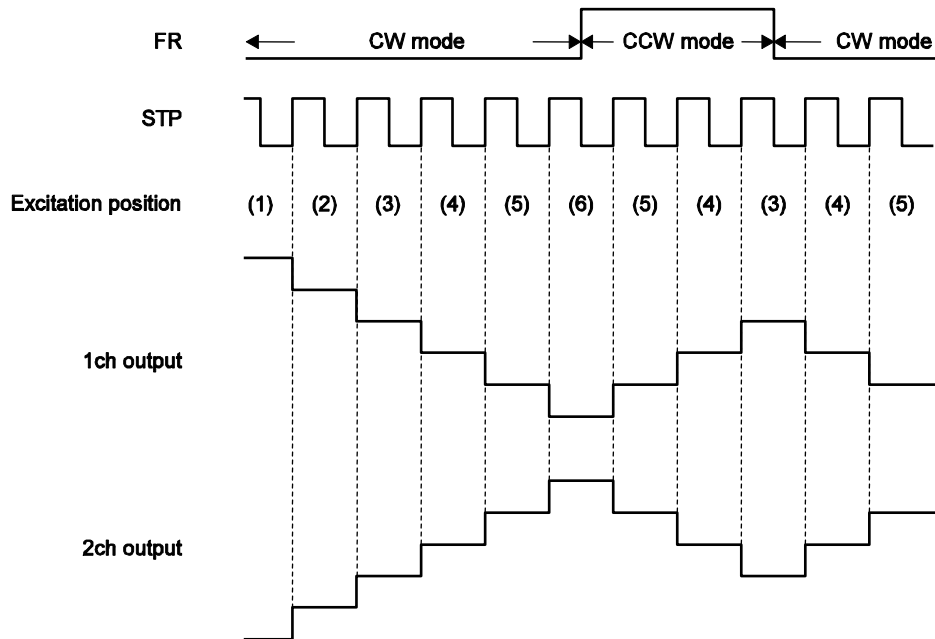 FR CW mode CCW mode CW mode
STP
Excitation position (1) (2) (3) (4) (5) (6) (5) (4) (3) (4) (5)
1ch output
2ch output